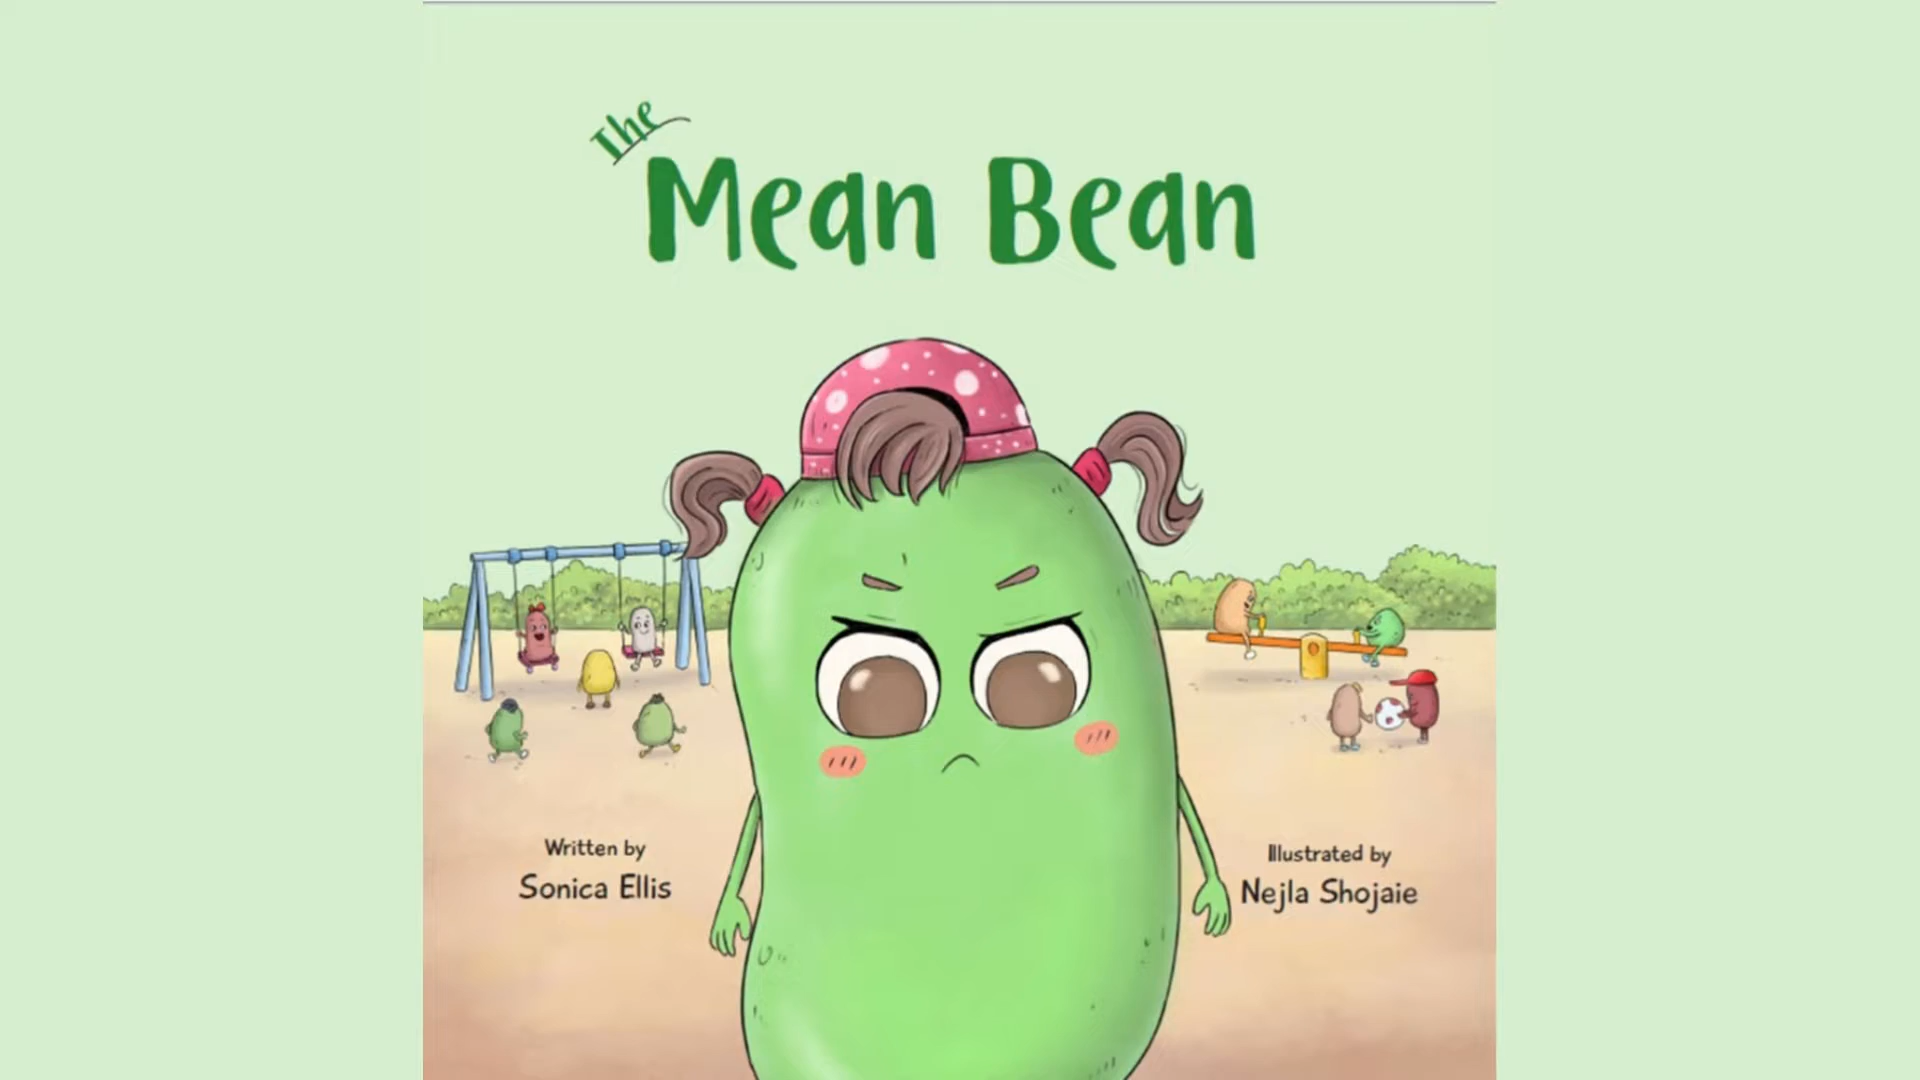 The
Mean Bean
Written by
Sonica Ellis
Illustrated by
Nejla Shojaie